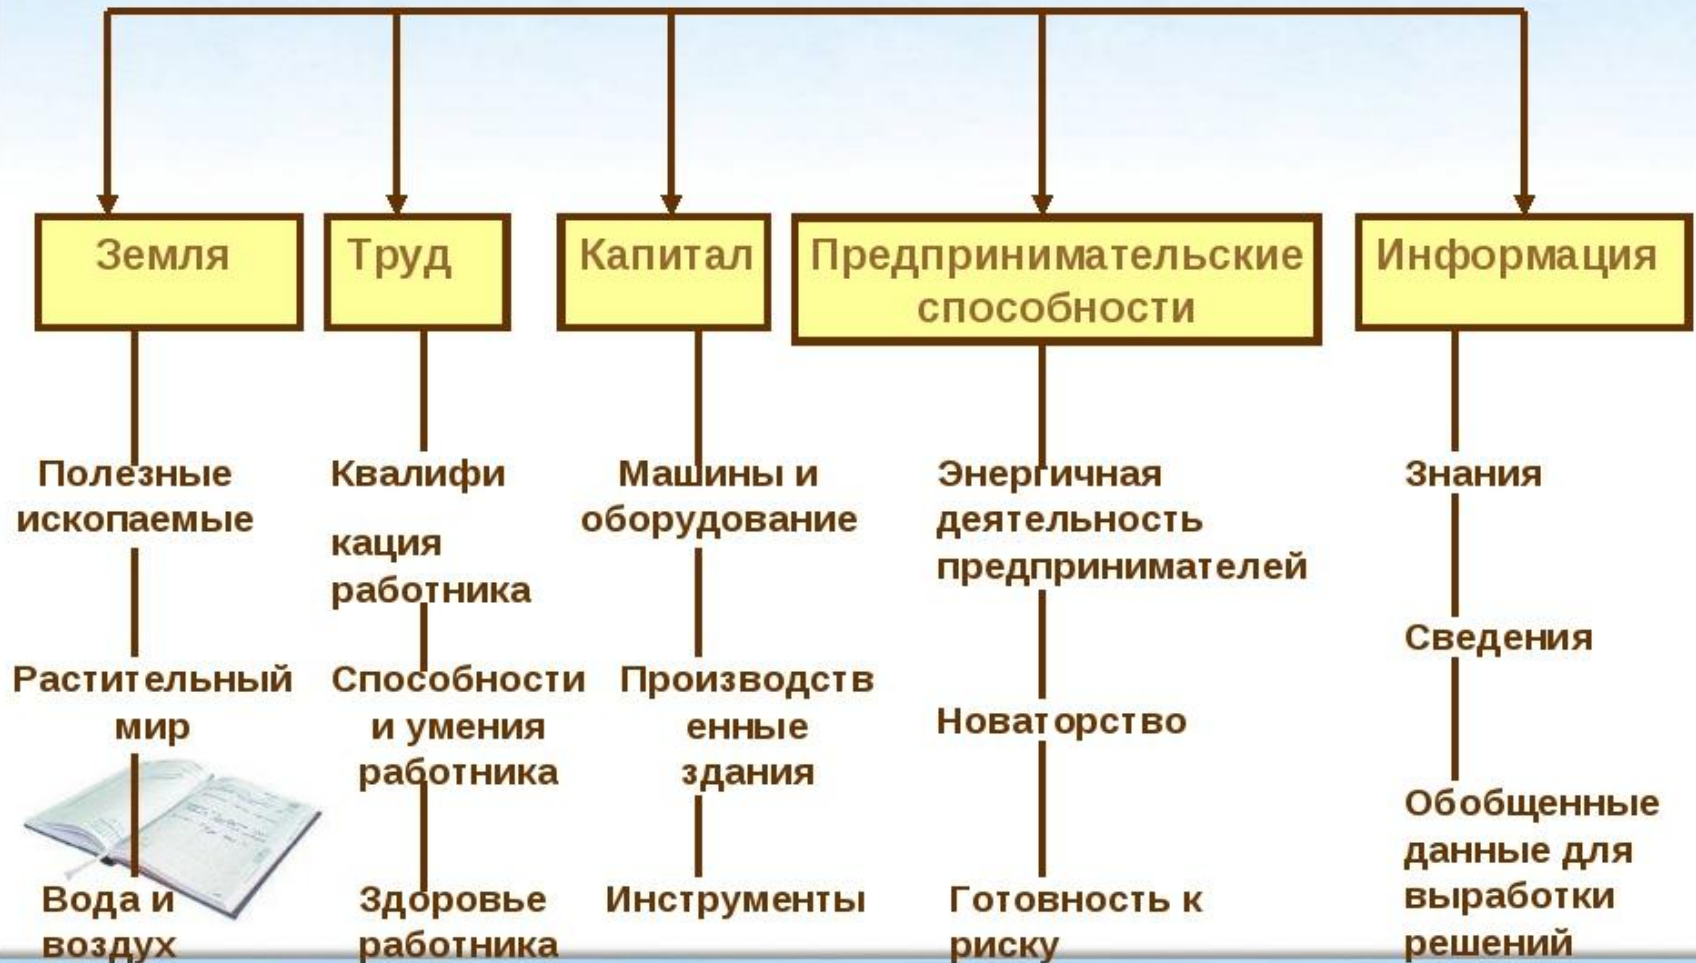 Земля
Труд
Капитал
Предпринимательские
способности
Информация
Полезные
ископаемые
Растительный
мир
Вода и
воздух
Квалифи
кация
работника
Способности
и умения
работника
Здоровье
работника
Машины и
оборудование
Производств
енные
здания
Инструменты
Энергичная
деятельность
предпринимателей
Новаторство
Готовность к
риску
Знания
Сведения
Обобщенные
данные для
выработки
решений